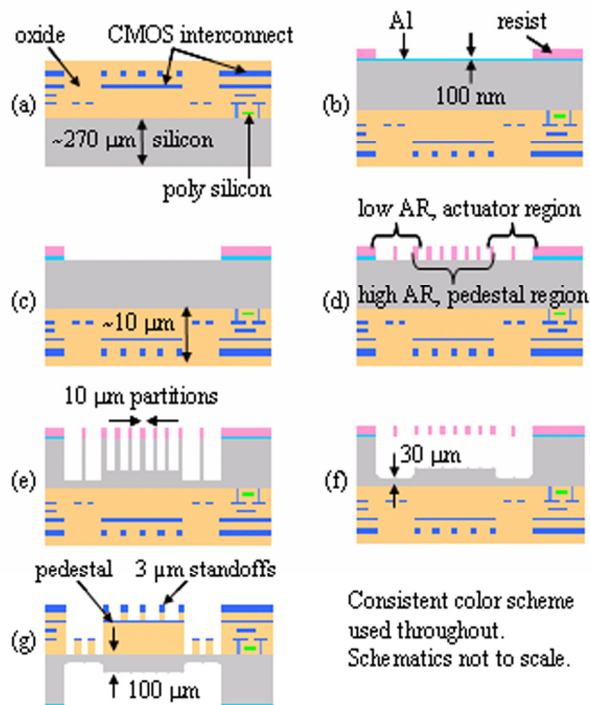 oxide
CMOS interconnect
(a)
~270 μm
silicon
poly silicon
Al
resist
(b)
100 nm
(c)
~10 μm
low AR, actuator region
(d)
high AR, pedestal region
10 μm partitions
(e)
30 μm
(f)
pedestal
3 μm standoffs
(g)
100 μm
Consistent color scheme
used throughout.
Schematics not to scale.